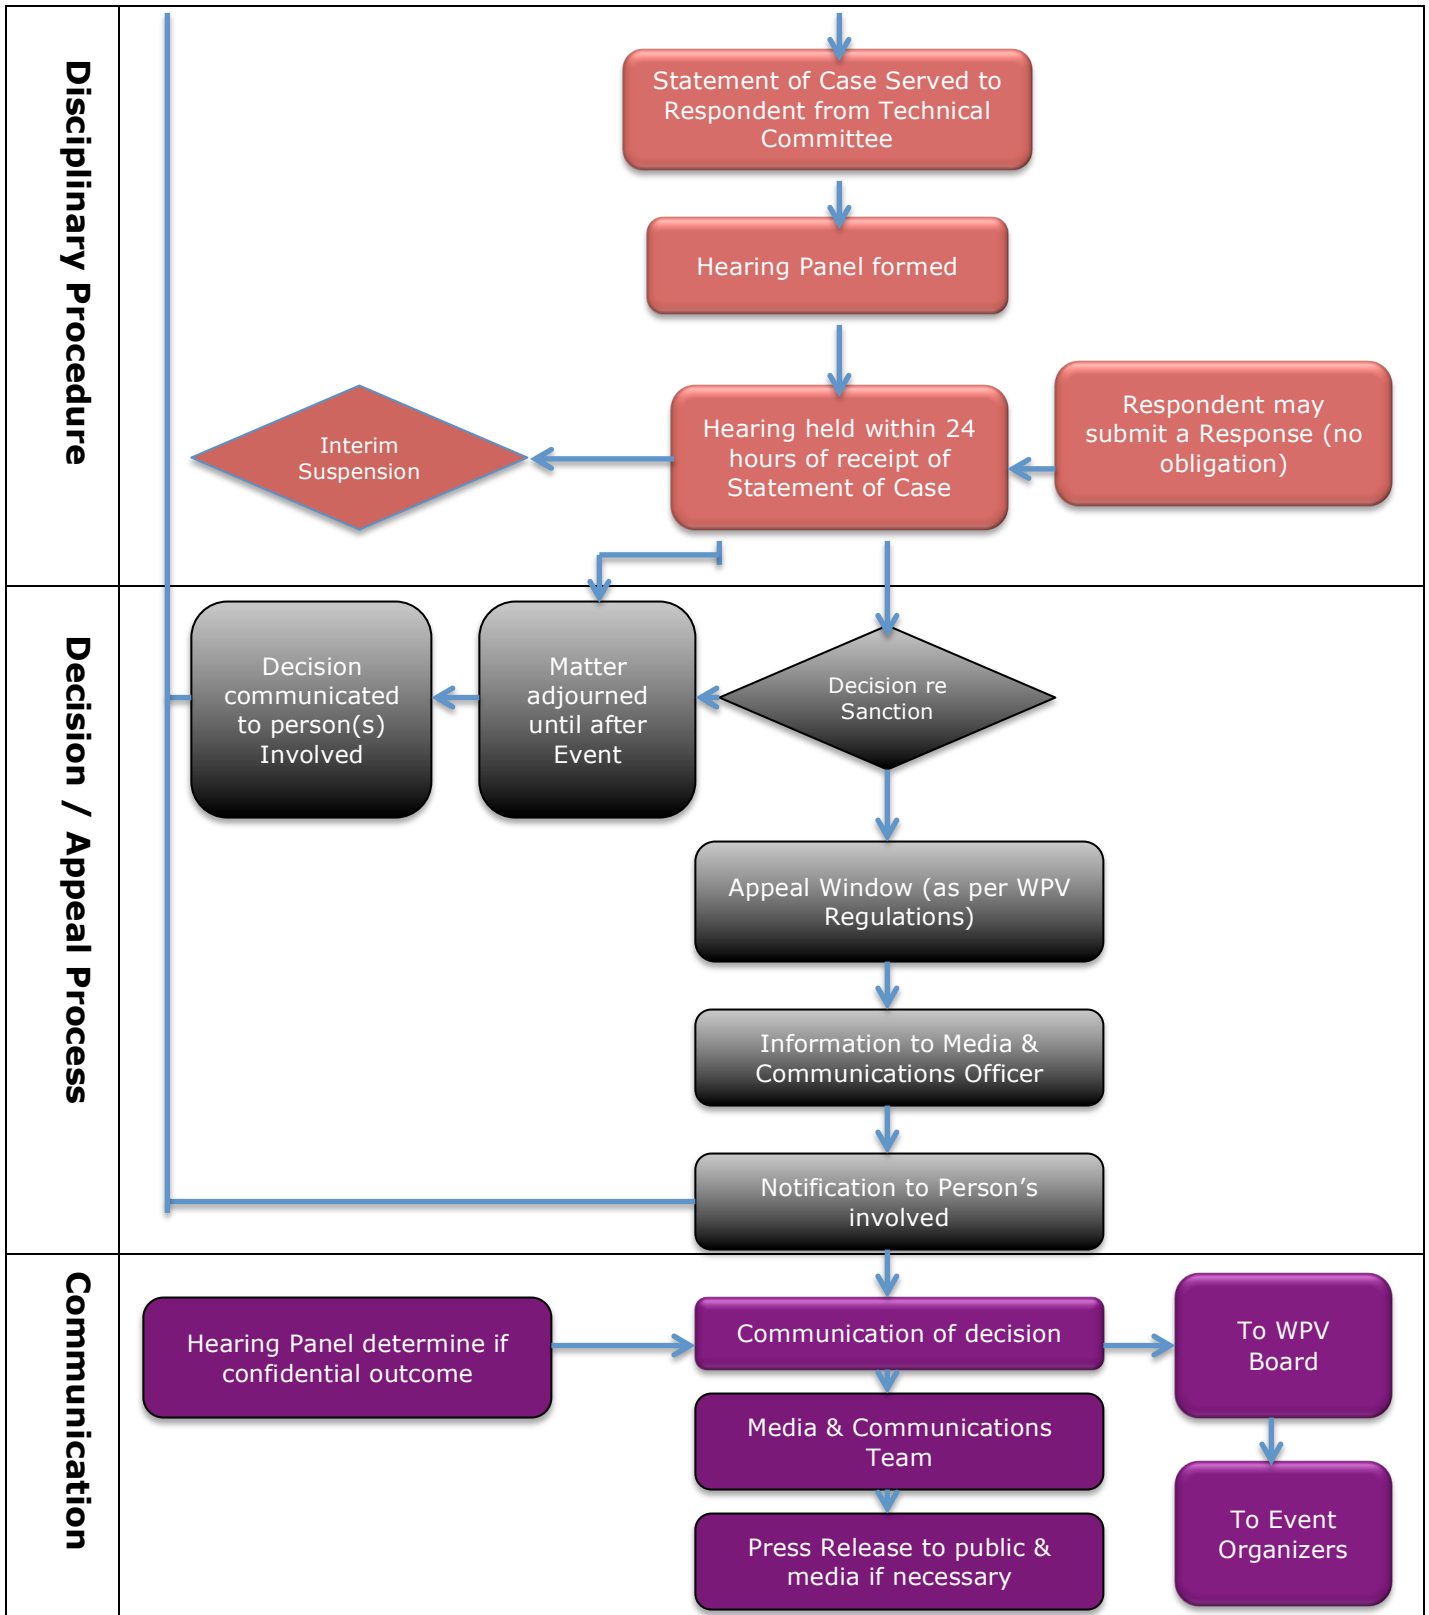 Disciplinary Procedure
Statement of Case Served to
Respondent from Technical
Committee
Hearing Panel formed
Interim
Suspension
Hearing held within 24
hours of receipt of
Statement of Case
Respondent may
submit a Response (no
obligation)
Decision / Appeal Process
Decision
communicated
to person(s)
Involved
Matter
adjourned
until after
Event
Decision re
Sanction
Appeal Window (as per WPV
Regulations)
Information to Media &
Communications Officer
Notification to Person’s
involved
Communication
Hearing Panel determine if
confidential outcome
Communication of decision
To WPV
Board
Media & Communications
Team
To Event
Organizers
Press Release to public &
media if necessary